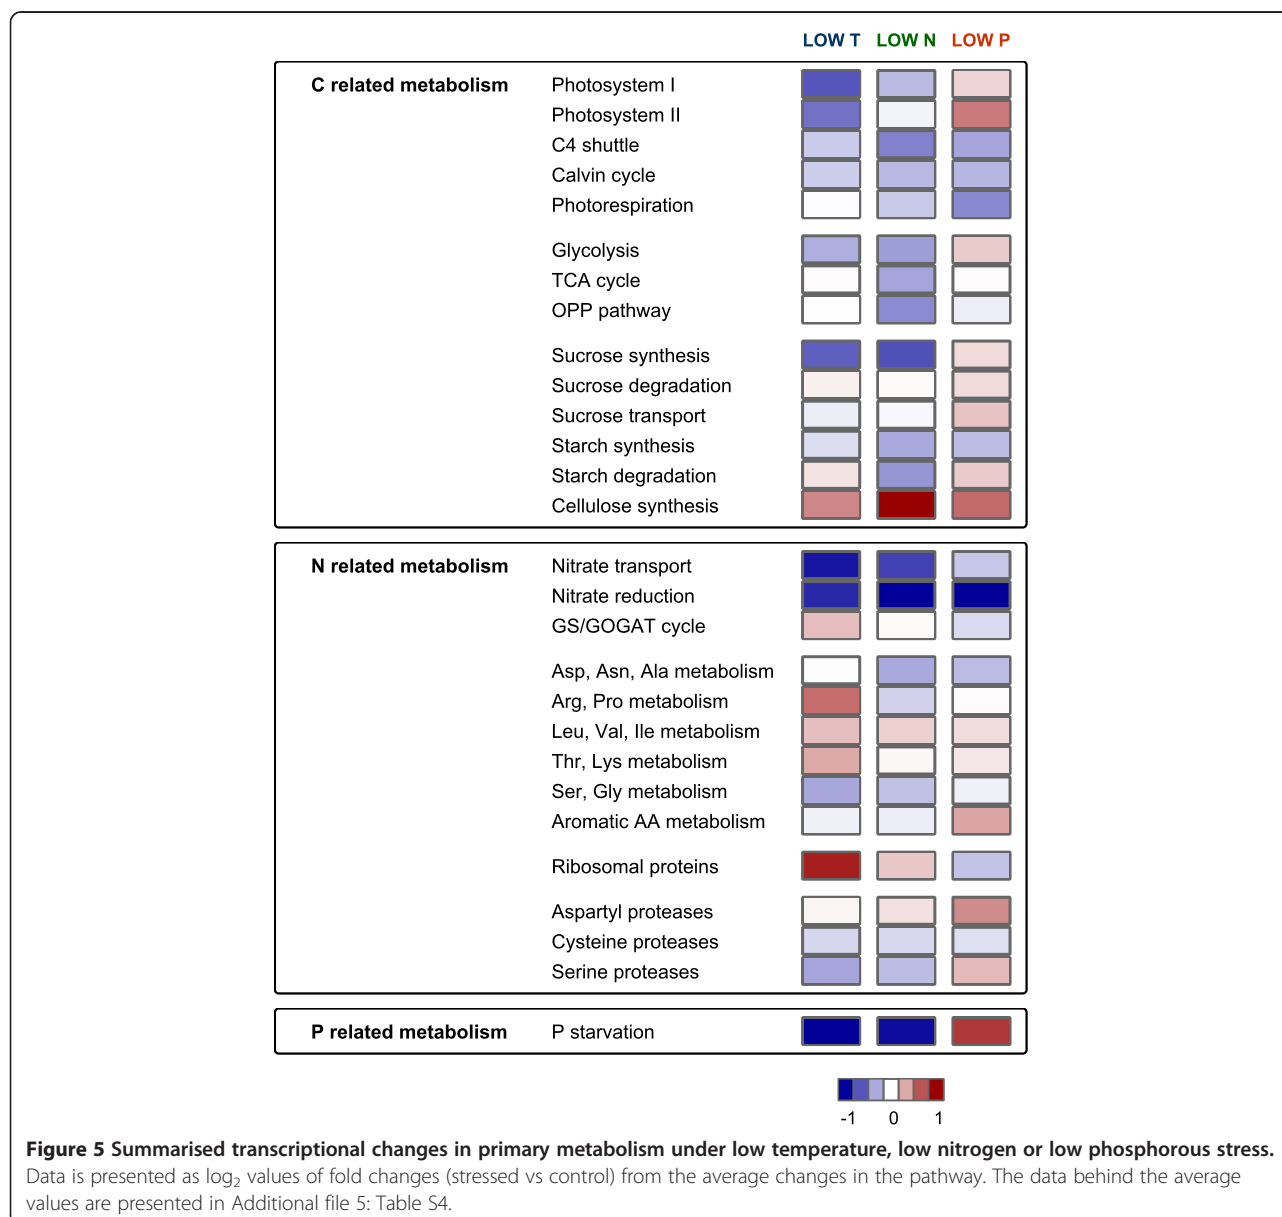 LOW T LOW N LOW P
C related metabolism Photosystem I
Photosystem II
C4 shuttle
Calvin cycle
Photorespiration
Glycolysis
TCA cycle
OPP pathway
Sucrose synthesis
Sucrose degradation
Sucrose transport
Starch synthesis
Starch degradation
Cellulose synthesis
N related metabolism Nitrate transport
Nitrate reduction
GS/GOGAT cycle
Asp, Asn, Ala metabolism
Arg, Pro metabolism
Leu, Val, Ile metabolism
Thr, Lys metabolism
Ser, Gly metabolism
Aromatic AA metabolism
Ribosomal proteins
Aspartyl proteases
Cysteine proteases
Serine proteases
P related metabolism P starvation
-1 0 1
Figure 5 Summarised transcriptional changes in primary metabolism under low temperature, low nitrogen or low phosphorous stress.
Data is presented as log₂ values of fold changes (stressed vs control) from the average changes in the pathway. The data behind the average
values are presented in Additional file 5: Table S4.